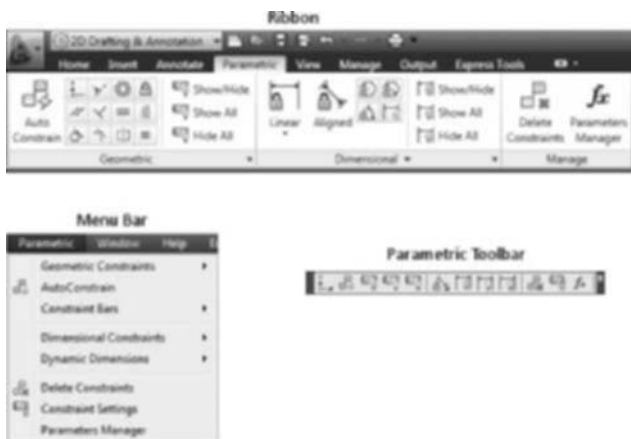 Ribbon
2D Drafting & Annotation
Home Insert Annotate Parametric View Manage Output Express Tools
Auto Constrain
Show/Hide
Show All
Hide All
Geometric
Linear Aligned
Show/Hide
Show All
Hide All
Dimensional
Delete Constraints
Parameters Manager
fx
Manage
Menu Bar
Parametric Window Help
Geometric Constraints
AutoConstrain
Constraint Bars
Dimensional Constraints
Dynamic Dimensions
Delete Constraints
Constraint Settings
Parameters Manager
Parametric Toolbar
fx